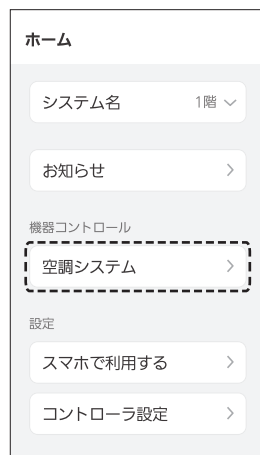 ホーム
システム名 1階
お知らせ
機器コントロール
空調システム
設定
スマホで利用する
コントローラ設定